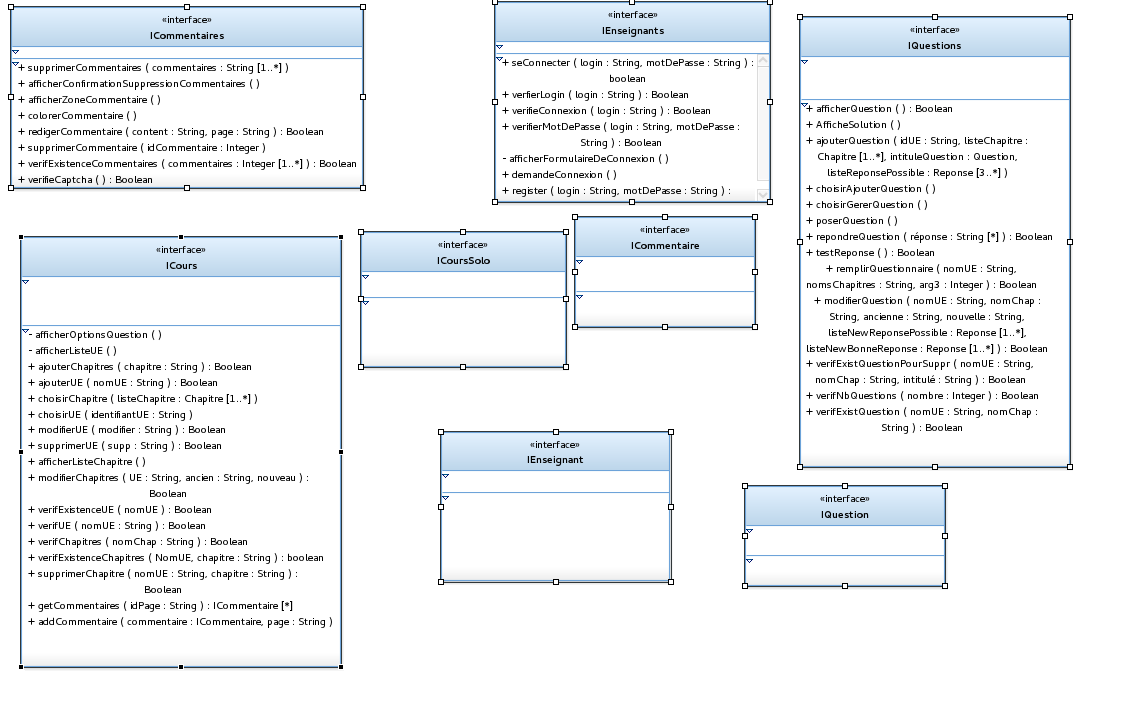 «interface»
ICommentaires
+ supprimerCommentaires ( commentaires : String [1..*] )
+ afficherConfirmationSuppressionCommentaires ( )
+ afficherZoneCommentaire ( )
+ colorerCommentaire ( )
+ redigerCommentaire ( content : String, page : String ) : Boolean
+ supprimerCommentaire ( idCommentaire : Integer )
+ verifExistenceCommentaires ( commentaires : Integer [1..*] ) : Boolean
+ verifieCaptcha ( ) : Boolean
«interface»
IEnseignants
+ seConnecter ( login : String, motDePasse : String ) :
boolean
+ verfierLogin ( login : String ) : Boolean
+ verifieConnexion ( login : String ) : Boolean
+ verifierMotDePasse ( login : String, motDePasse :
String ) : Boolean
- afficherFormulaireDeConnexion ( )
+ demandeConnexion ( )
+ register ( login : String, motDePasse : String ) :
«interface»
IQuestions
+ afficherQuestion ( ) : Boolean
+ AfficheSolution ( )
+ ajouterQuestion ( idUE : String, listeChapitre :
Chapitre [1..*], intituleQuestion : Question,
listeReponsePossible : Reponse [3..*] )
+ choisirAjouterQuestion ( )
+ choisirGererQuestion ( )
+ poserQuestion ( )
+ repondreQuestion ( réponse : String [*] ) : Boolean
+ testReponse ( ) : Boolean
+ remplirQuestionnaire ( nomUE : String,
nomsChapitres : String, arg3 : Integer ) : Boolean
+ modifierQuestion ( nomUE : String, nomChap :
String, ancienne : String, nouvelle : String,
listeNewReponsePossible : Reponse [1..*],
listeNewBonneReponse : Reponse [1..*] ) : Boolean
+ verifExistQuestionPourSuppr ( nomUE : String,
nomChap : String, intitulé : String ) : Boolean
+ verifNbQuestions ( nombre : Integer ) : Boolean
+ verifExistQuestion ( nomUE : String, nomChap :
String ) : Boolean
«interface»
ICours
- afficherOptionsQuestion ( )
- afficherListeUE ( )
+ ajouterChapitres ( chapitre : String ) : Boolean
+ ajouterUE ( nomUE : String ) : Boolean
+ choisirChapitre ( listeChapitre : Chapitre [1..*] )
+ choisirUE ( identifiantUE : String )
+ modifierUE ( modifier : String ) : Boolean
+ supprimerUE ( supp : String ) : Boolean
+ afficherListeChapitre ( )
+ modifierChapitres ( UE : String, ancien : String, nouveau ) :
Boolean
+ verifExistenceUE ( nomUE ) : Boolean
+ verifUE ( nomUE : String ) : Boolean
+ verifChapitres ( nomChap : String ) : Boolean
+ verifExistenceChapitres ( NomUE, chapitre : String ) : boolean
+ supprimerChapitre ( nomUE : String, chapitre : String ) :
Boolean
+ getCommentaires ( idPage : String ) : ICommentaire [*]
+ addCommentaire ( commentaire : ICommentaire, page : String )
«interface»
ICoursSolo
«interface»
ICommentaire
«interface»
IEnseignant
«interface»
IQuestion